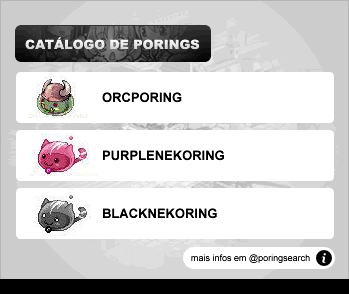 CATÁLOGO DE PORINGS
ORCPORING
PURPLENEKORING
BLACKNEKORING
mais infos em @poringsearch